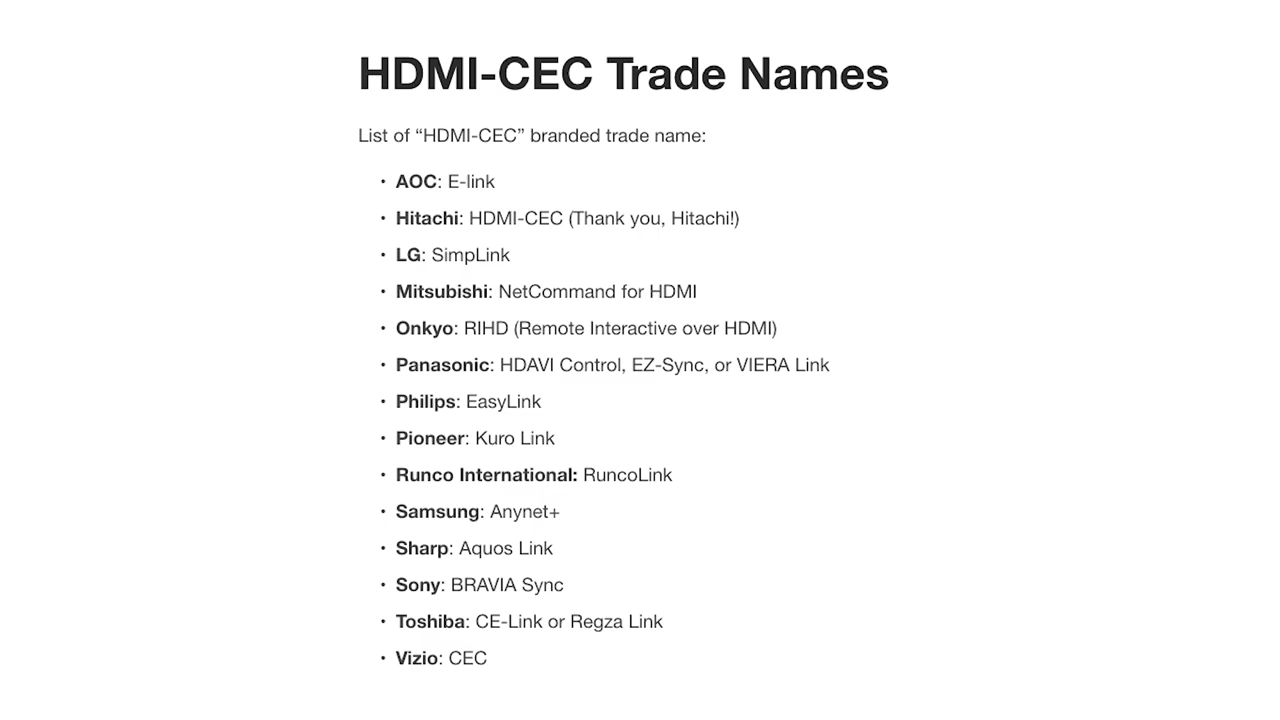 HDMI-CEC Trade Names
List of “HDMI-CEC” branded trade name:
• AOC: E-link
• Hitachi: HDMI-CEC (Thank you, Hitachi!)
• LG: SimpLink
• Mitsubishi: NetCommand for HDMI
• Onkyo: RIHD (Remote Interactive over HDMI)
• Panasonic: HDAVI Control, EZ-Sync, or VIERA Link
• Philips: EasyLink
• Pioneer: Kuro Link
• Runco International: RuncoLink
• Samsung: Anynet+
• Sharp: Aquos Link
• Sony: BRAVIA Sync
• Toshiba: CE-Link or Regza Link
• Vizio: CEC